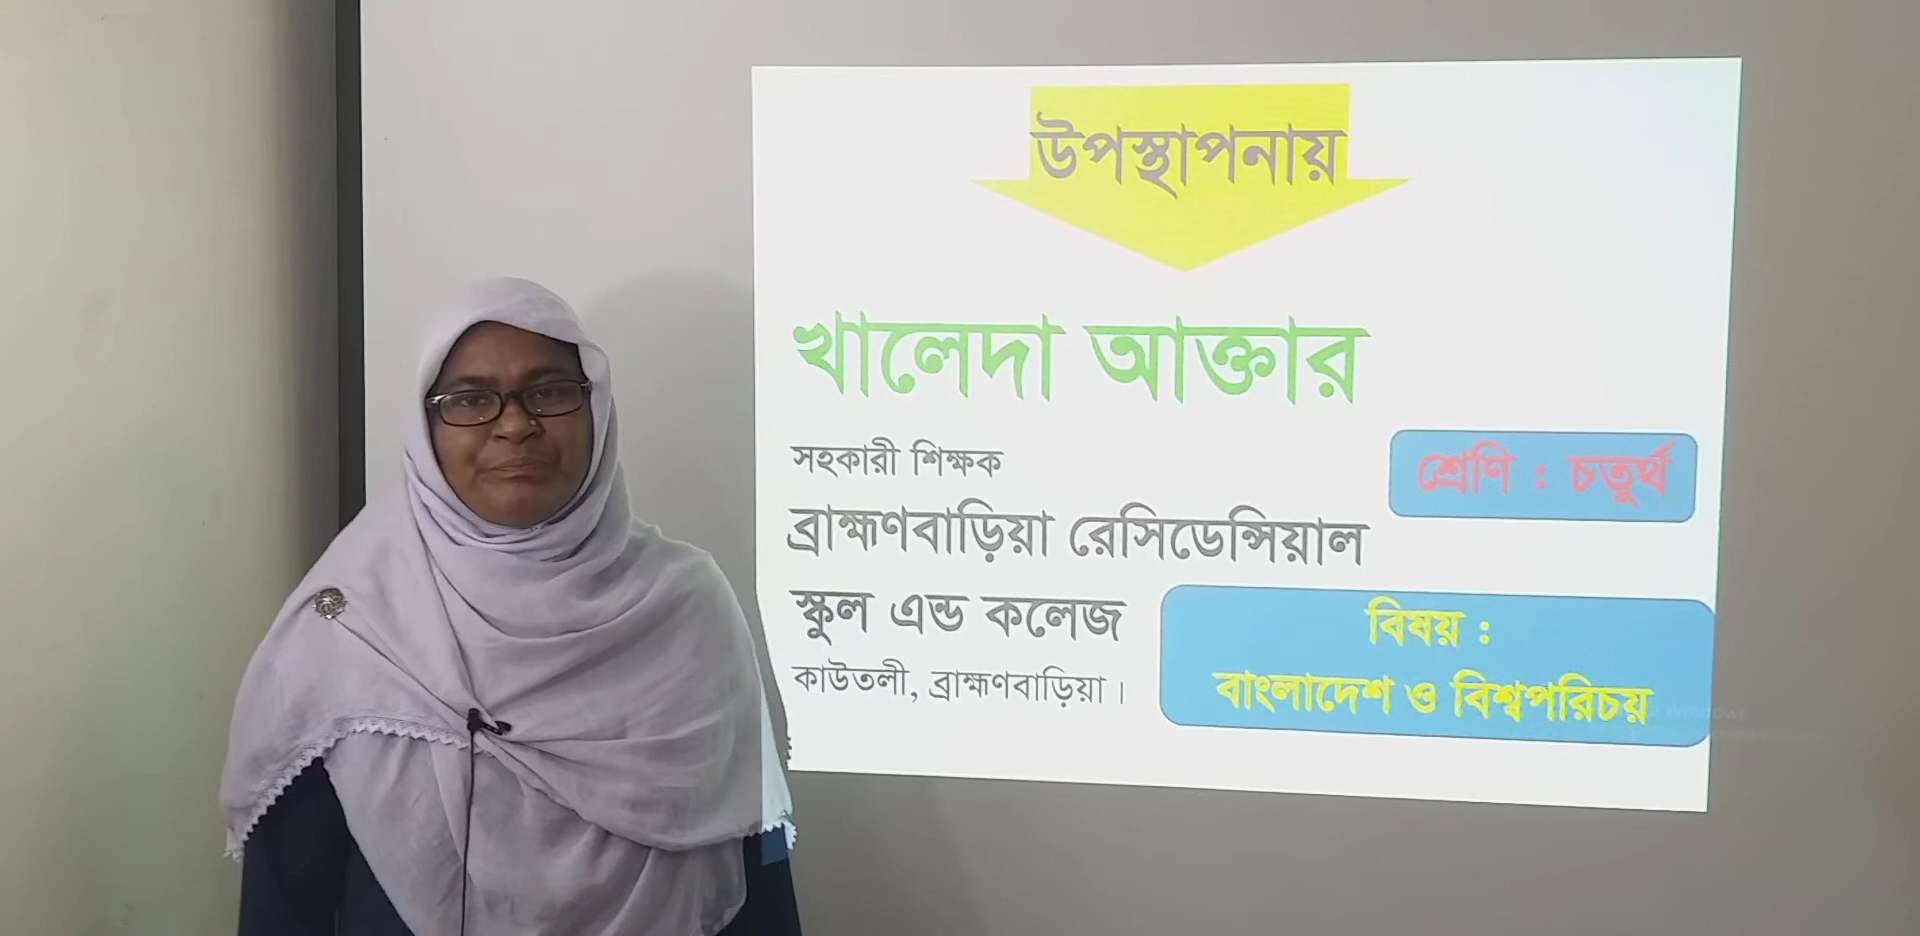 উপস্থাপনায়
খালেদা আক্তার
সহকারী শিক্ষক
শ্রেণি : চতুর্থ
ব্রাহ্মণবাড়িয়া রেসিডেন্সিয়াল
স্কুল এন্ড কলেজ
কাউতলী, ব্রাহ্মণবাড়িয়া।
বিষয় :
বাংলাদেশ ও বিশ্বপরিচয়